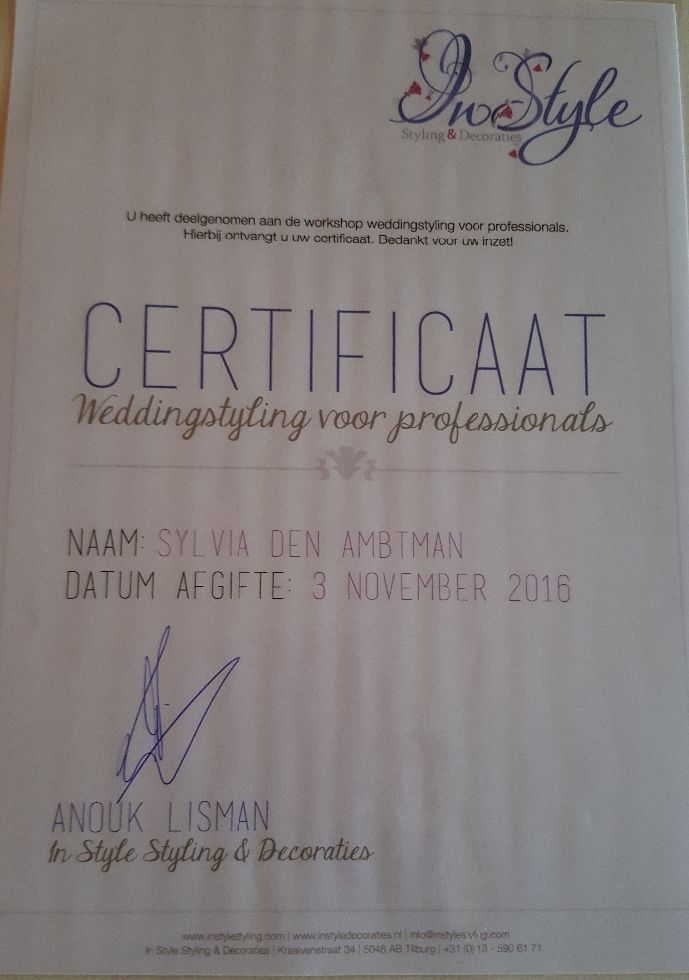 In Style
Styling & Decoraties
U heeft deelgenomen aan de workshop weddingstyling voor professionals.
Hierbij ontvangt u uw certificaat. Bedankt voor uw inzet!
CERTIFICAAT
Weddingstyling voor professionals
NAAM: SYLVIA DEN AMBTMAN
DATUM AFGIFTE: 3 NOVEMBER 2016
ANOUK LISMAN
In Style Styling & Decoraties
www.instylestyling.com | www.instyledecoraties.nl | info@instylestyling.com
In Style Styling & Decoraties | Kraaivenstraat 34 | 5048 AB Tilburg | +31 (0) 13 - 590 61 71